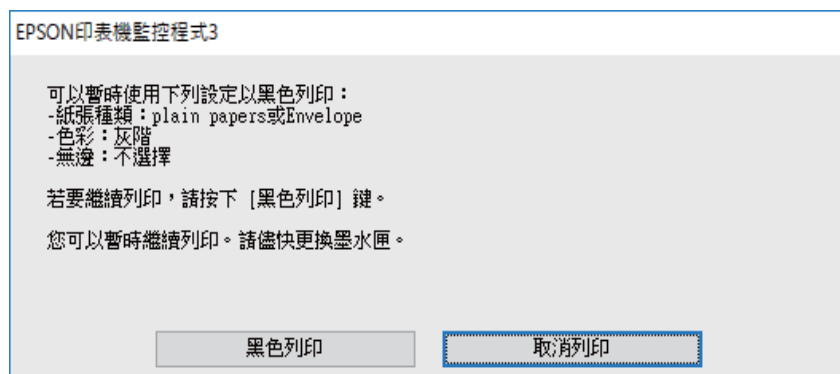 EPSON印表機監控程式3
可以暫時使用下列設定以黑色列印：
-紙張種類：plain papers或Envelope
-色彩：灰階
-無邊：不選擇
若要繼續列印，請按下 [黑色列印] 鍵。
您可以暫時繼續列印。請儘快更換墨水匣。
黑色列印
取消列印